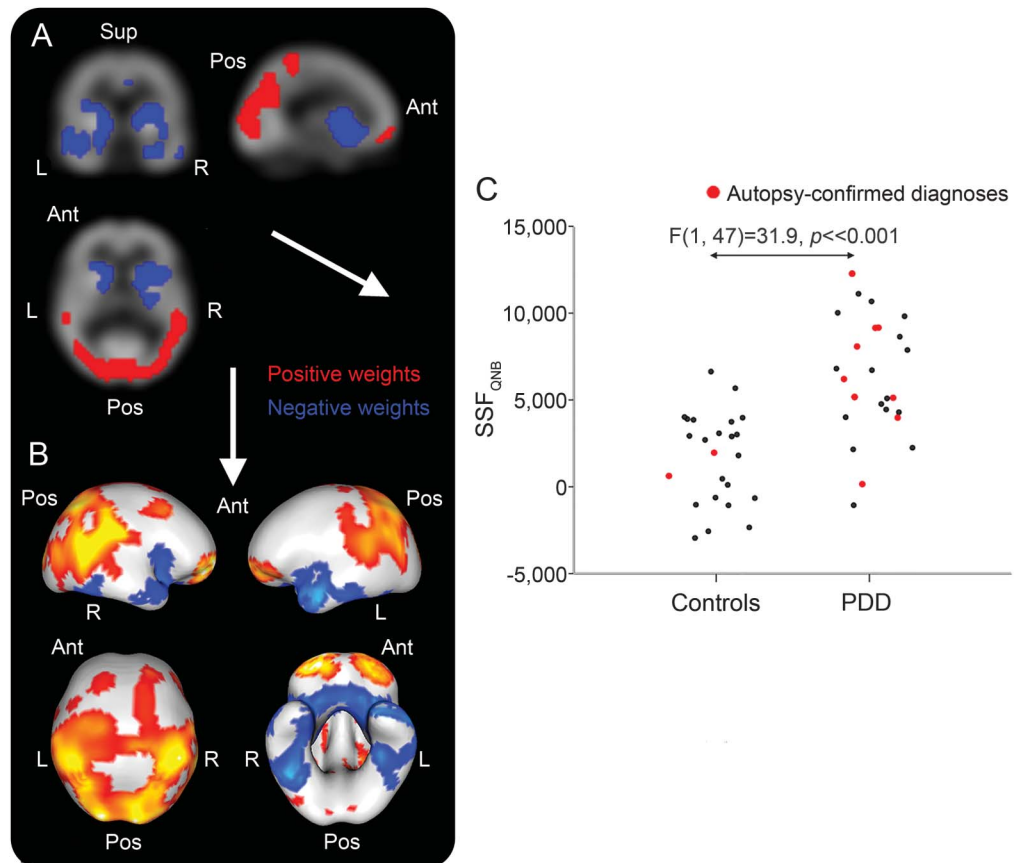 A
Sup
Pos
Ant
L
R
Ant
L
R
Pos
Positive weights
Negative weights
B
Pos
Ant
Pos
R
L
Ant
Ant
L
R
R
L
Pos
Pos
C
Autopsy-confirmed diagnoses
F(1, 47)=31.9, p<<0.001
15,000
10,000
5,000
0
-5,000
SSFQNB
Controls
PDD